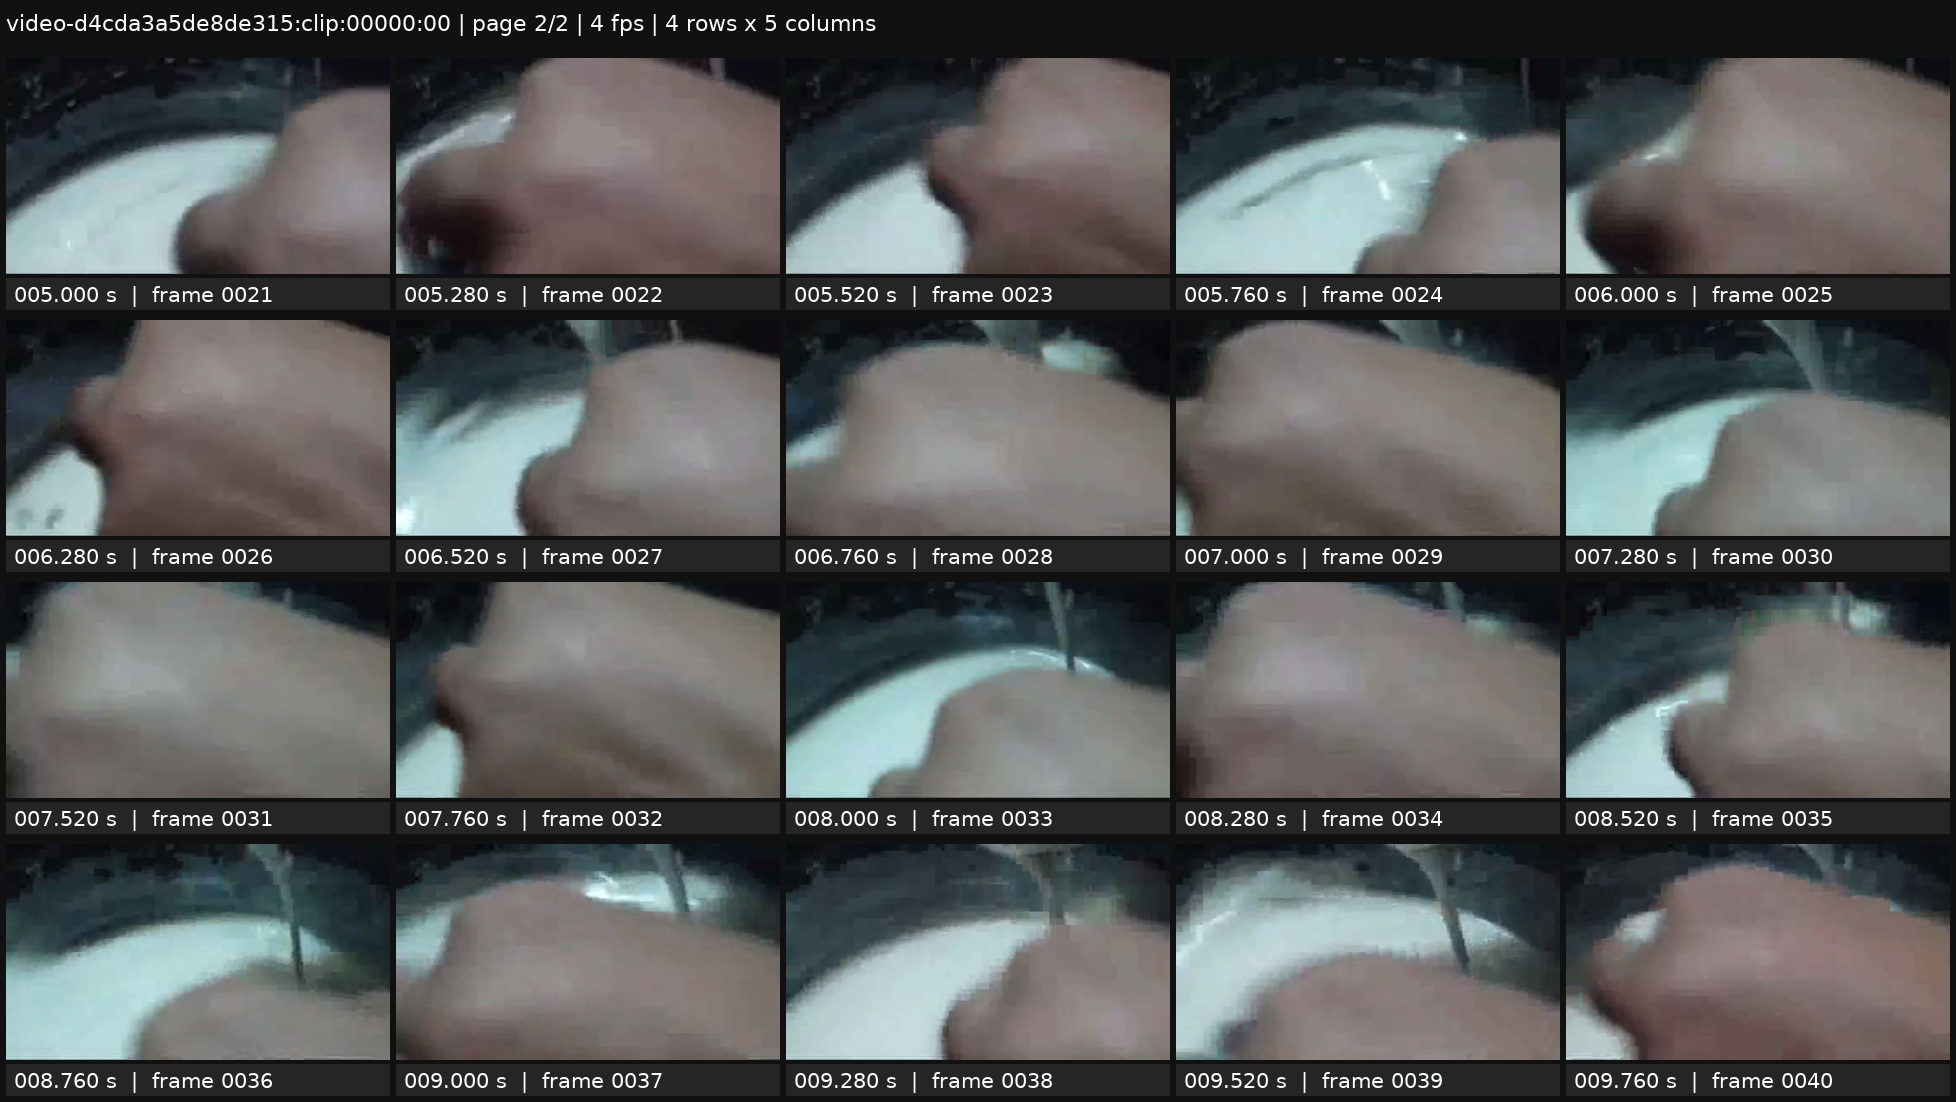 video-d4cda3a5de8de315:clip:00000:00 | page 2/2 | 4 fps | 4 rows x 5 columns
005.000 s | frame 0021
005.280 s | frame 0022
005.520 s | frame 0023
005.760 s | frame 0024
006.000 s | frame 0025
006.280 s | frame 0026
006.520 s | frame 0027
006.760 s | frame 0028
007.000 s | frame 0029
007.280 s | frame 0030
007.520 s | frame 0031
007.760 s | frame 0032
008.000 s | frame 0033
008.280 s | frame 0034
008.520 s | frame 0035
008.760 s | frame 0036
009.000 s | frame 0037
009.280 s | frame 0038
009.520 s | frame 0039
009.760 s | frame 0040